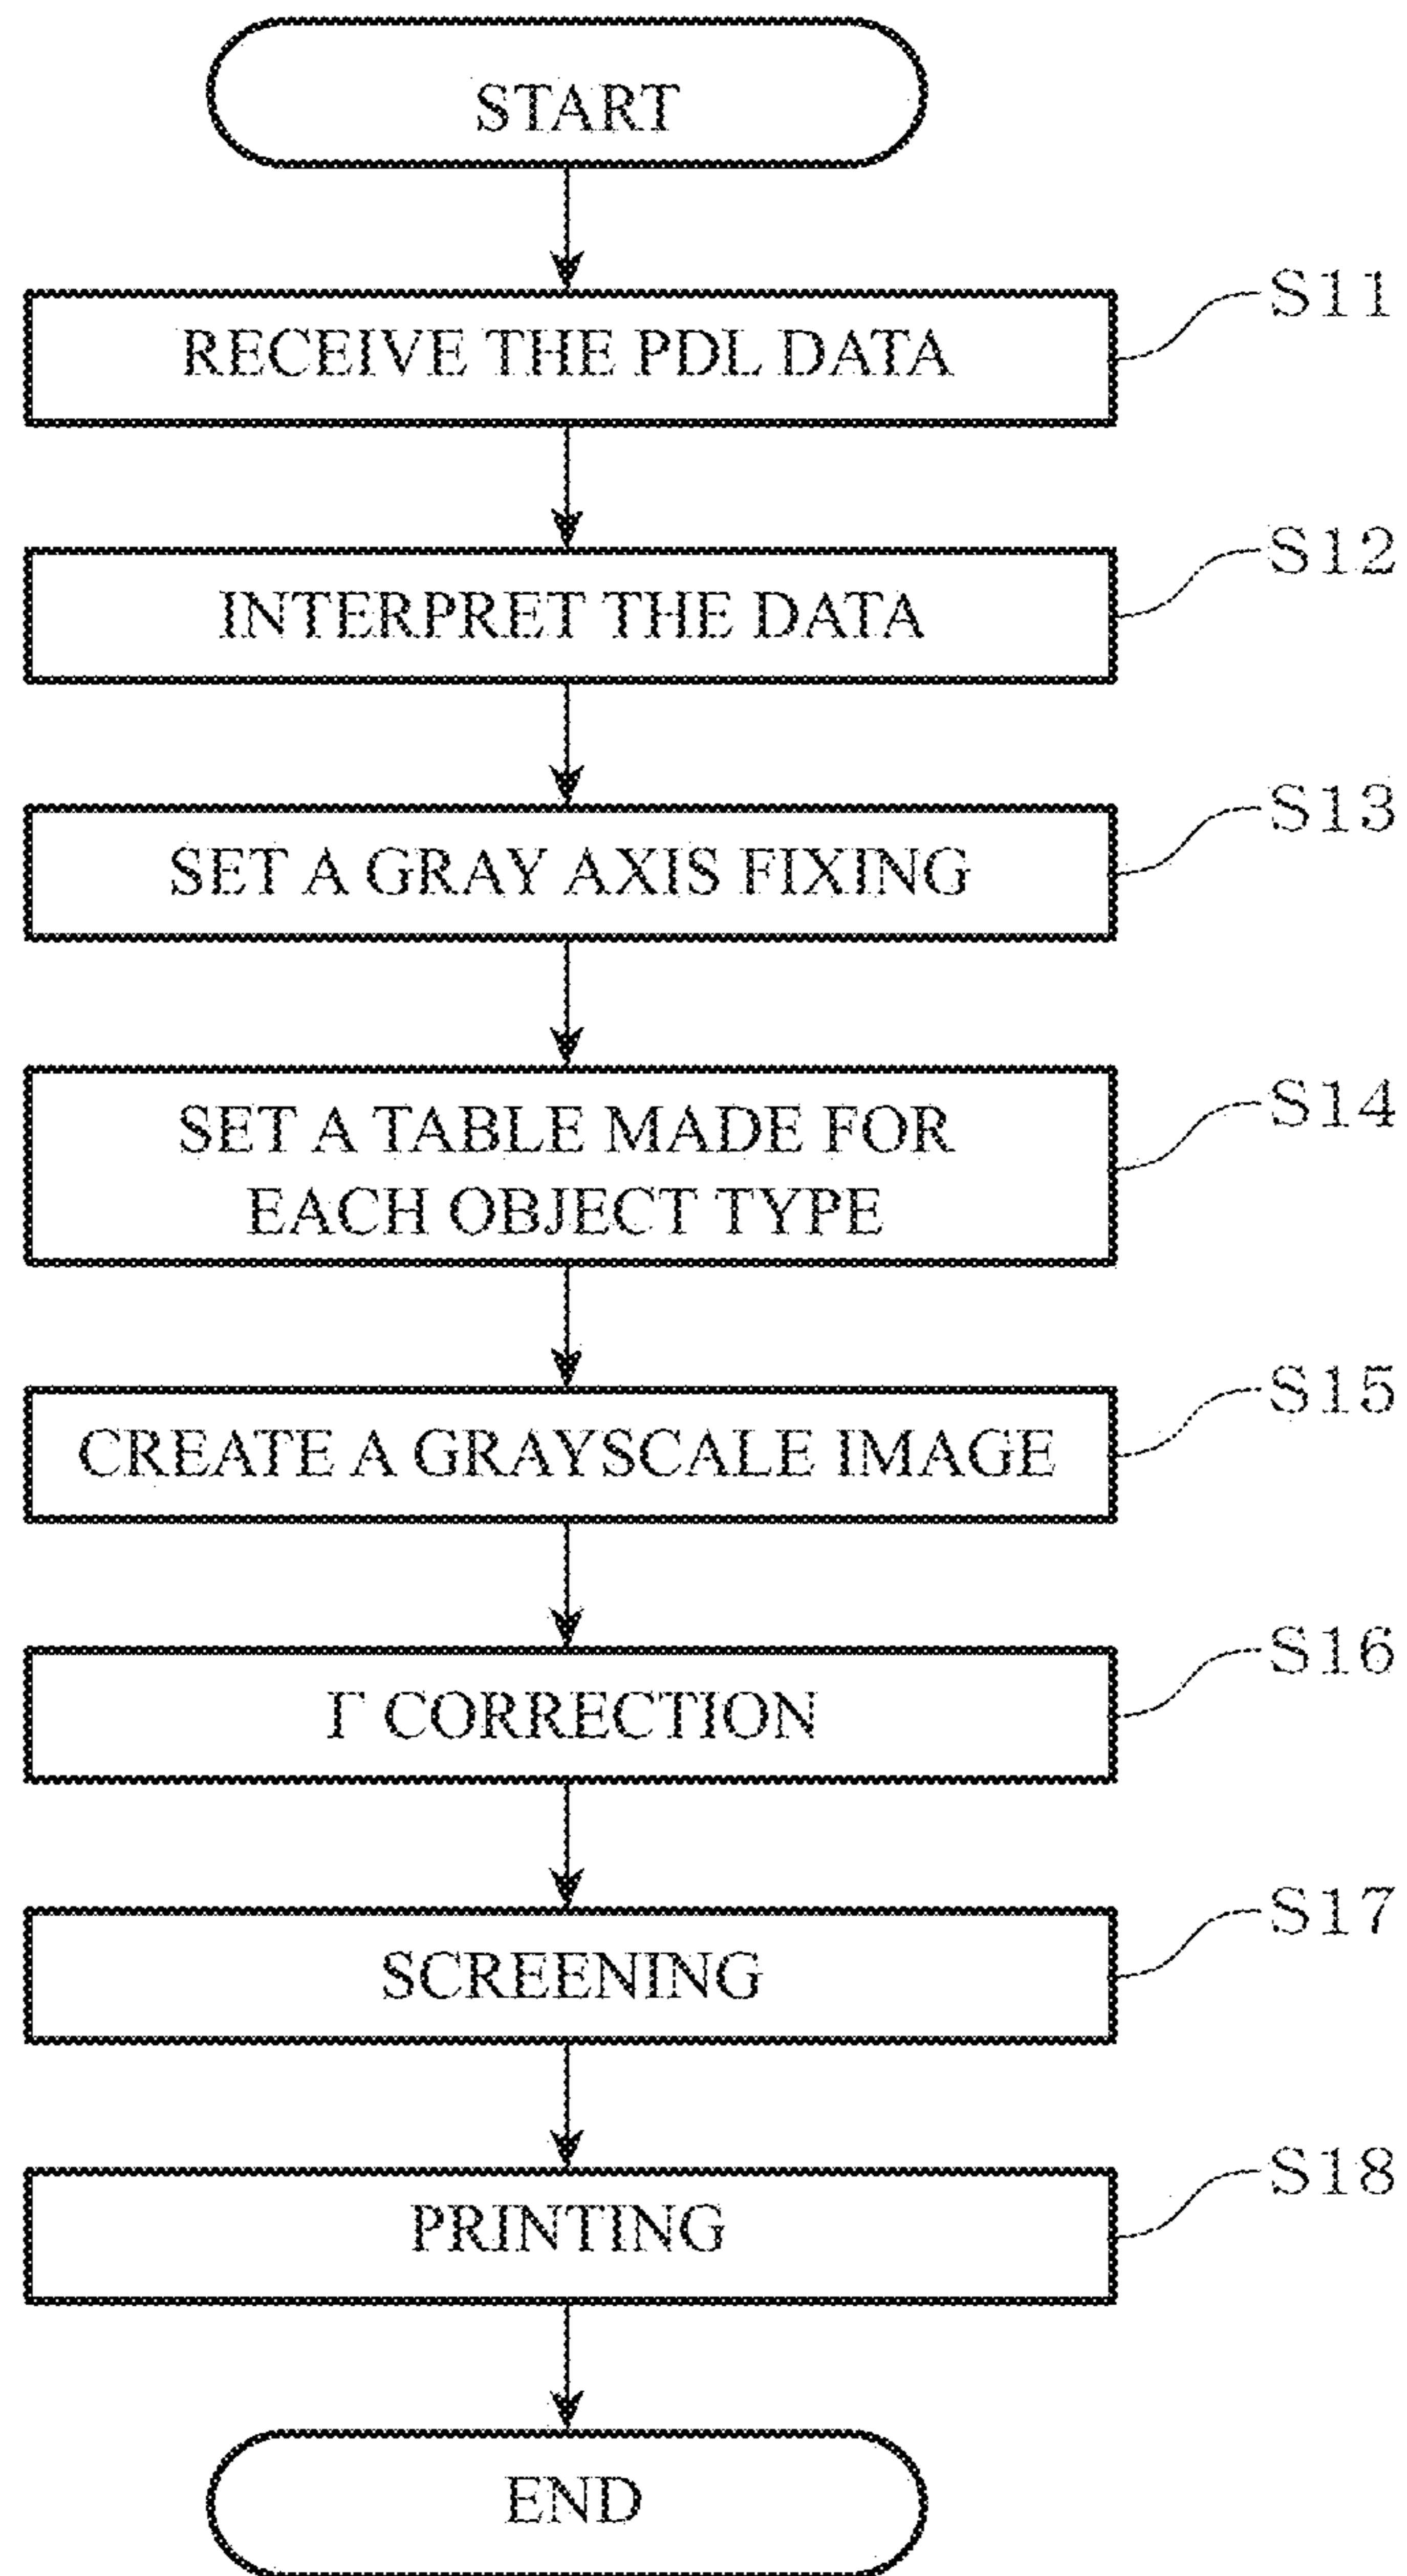 START
RECEIVE THE PDL DATA
S11
INTERPRET THE DATA
S12
SET A GRAY AXIS FIXING
S13
SET A TABLE MADE FOR
EACH OBJECT TYPE
S14
CREATE A GRAYSCALE IMAGE
S15
Γ CORRECTION
S16
SCREENING
S17
PRINTING
S18
END